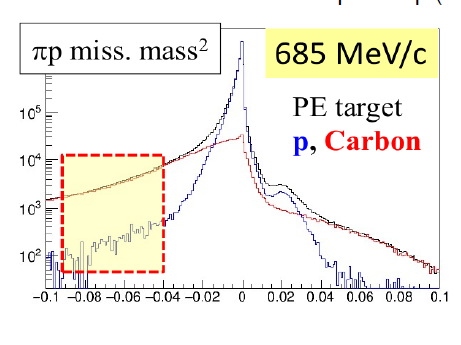 πp miss. mass²
685 MeV/c
PE target
p, Carbon
10⁵
10⁴
10³
10²
−0.1 −0.08 −0.06 −0.04 −0.02 0 0.02 0.04 0.06 0.08 0.1